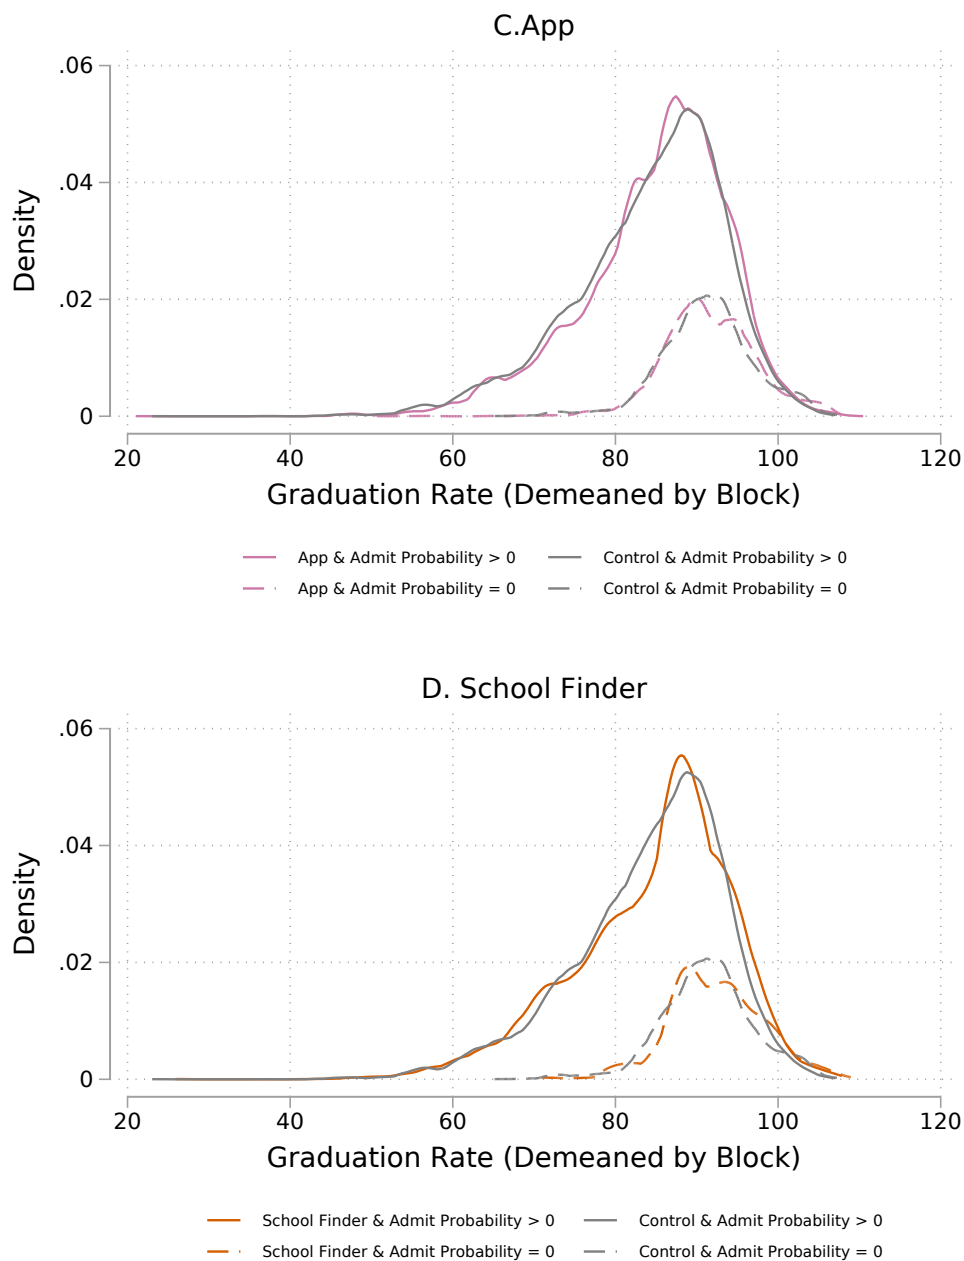 C.App
.06
.04
.02
0
Density
20 40 60 80 100 120
Graduation Rate (Demeaned by Block)
App & Admit Probability > 0 Control & Admit Probability > 0
App & Admit Probability = 0 Control & Admit Probability = 0
D. School Finder
.06
.04
.02
0
Density
20 40 60 80 100 120
Graduation Rate (Demeaned by Block)
School Finder & Admit Probability > 0 Control & Admit Probability > 0
School Finder & Admit Probability = 0 Control & Admit Probability = 0